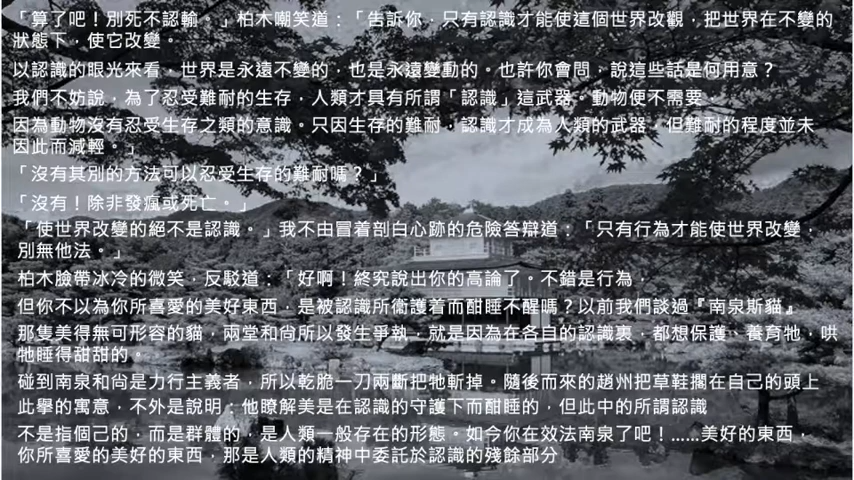 「算了吧！別死不認輸。」柏木嘲笑道：「告訴你，只有認識才能使這個世界改觀，把世界在不變的
狀態下，使它改變。
以認識的眼光來看，世界是永遠不變的，也是永遠變動的。也許你會問，說這些話是何用意？
我們不妨說，為了忍受難耐的生存，人類才具有所謂「認識」這武器。動物便不需要，
因為動物沒有忍受生存之類的意識。只因生存的難耐，認識才成為人類的武器，但難耐的程度並未
因此而減輕。」
「沒有其別的方法可以忍受生存的難耐嗎？」
「沒有！除非發瘋或死亡。」
「使世界改變的絕不是認識。」我不由冒着剖白心跡的危險答辯道：「只有行為才能使世界改變，
別無他法。」
柏木臉帶冰冷的微笑，反駁道：「好啊！終究說出你的高論了。不錯是行為，
但你不以為你所喜愛的美好東西，是被認識所衞護着而酣睡不醒嗎？以前我們談過『南泉斯貓』
那隻美得無可形容的貓，兩堂和尙所以發生爭執，就是因為在各自的認識裏，都想保護、養育牠，哄
牠睡得甜甜的。
碰到南泉和尙是力行主義者，所以乾脆一刀兩斷把牠斬掉。隨後而來的趙州把草鞋擱在自己的頭上
此舉的寓意，不外是說明：他瞭解美是在認識的守護下而酣睡的，但此中的所謂認識
不是指個己的，而是群體的，是人類一般存在的形態。如今你在效法南泉了吧！......美好的東西，
你所喜愛的美好的東西，那是人類的精神中委託於認識的殘餘部分